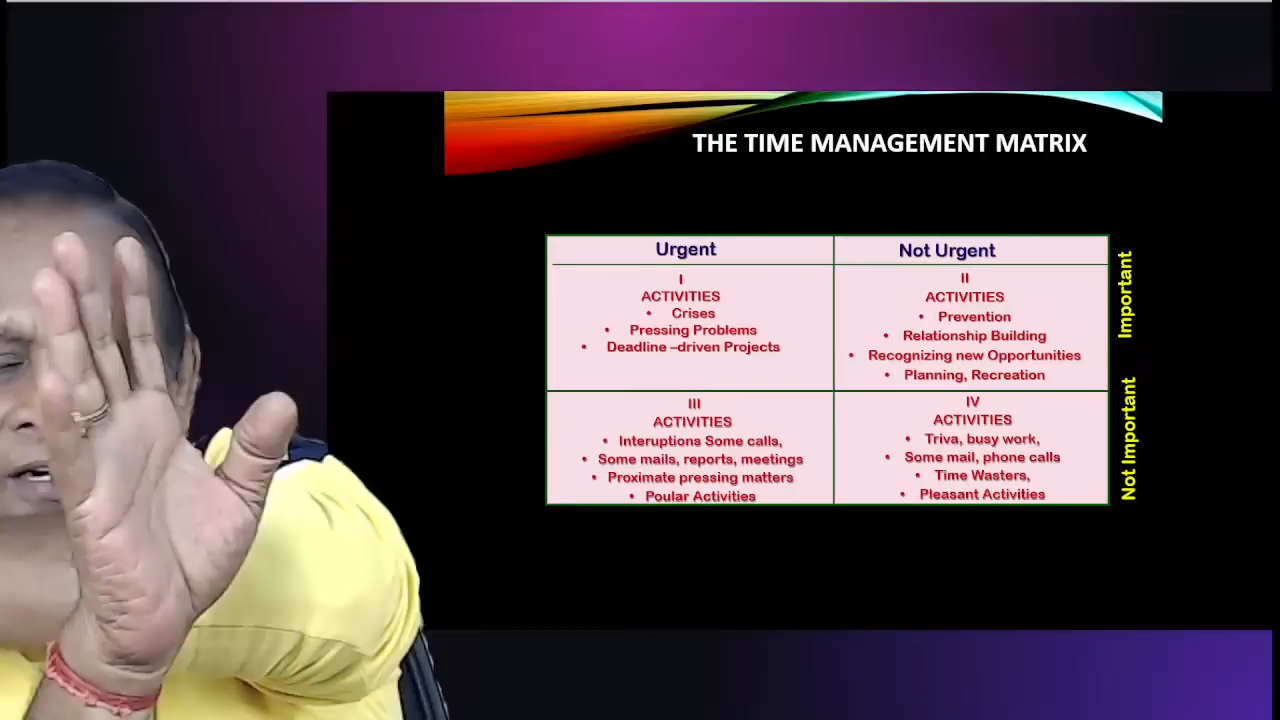 THE TIME MANAGEMENT MATRIX
Urgent
Not Urgent
I
ACTIVITIES
• Crises
• Pressing Problems
• Deadline –driven Projects
II
ACTIVITIES
• Prevention
• Relationship Building
• Recognizing new Opportunities
• Planning, Recreation
Important
III
ACTIVITIES
• Interuptions Some calls,
• Some mails, reports, meetings
• Proximate pressing matters
• Poular Activities
IV
ACTIVITIES
• Triva, busy work,
• Some mail, phone calls
• Time Wasters,
• Pleasant Activities
Not Important